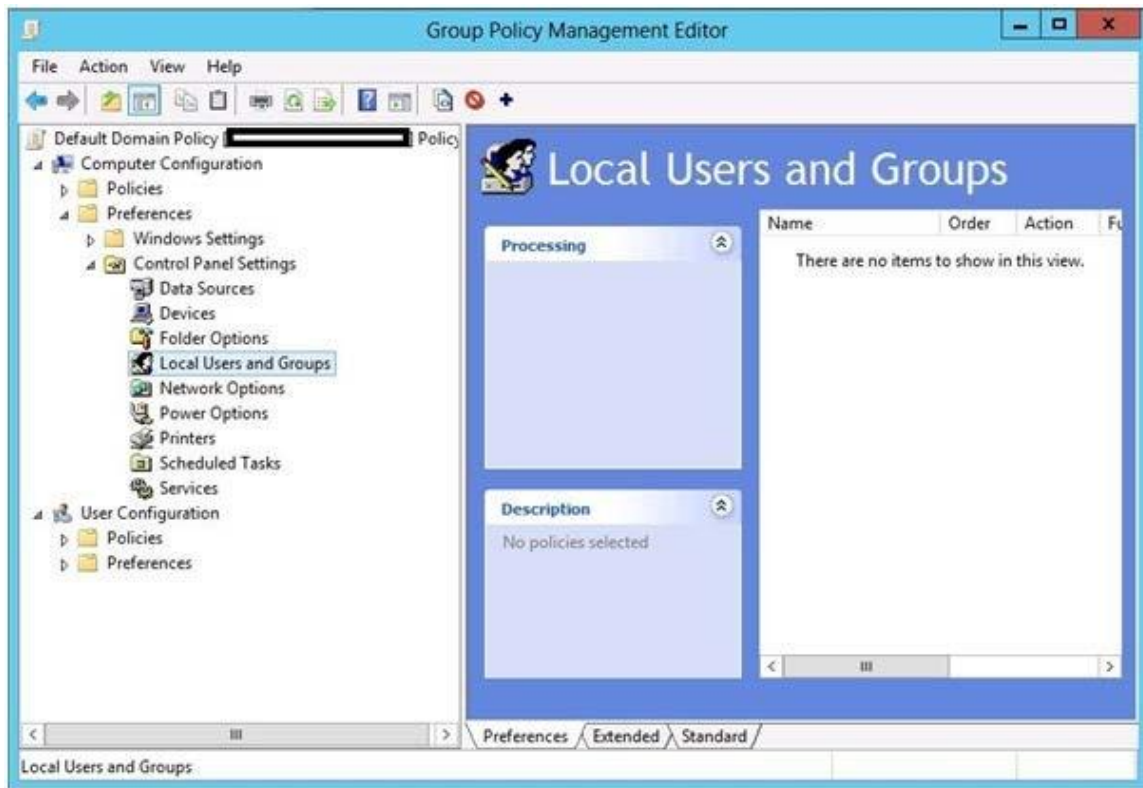 Group Policy Management Editor
File Action View Help
Default Domain Policy [ ] Policy
Computer Configuration
Policies
Preferences
Windows Settings
Control Panel Settings
Data Sources
Devices
Folder Options
Local Users and Groups
Network Options
Power Options
Printers
Scheduled Tasks
Services
User Configuration
Policies
Preferences
Local Users and Groups
Processing
Description
No policies selected
Name Order Action Fu
There are no items to show in this view.
Preferences Extended Standard
Local Users and Groups